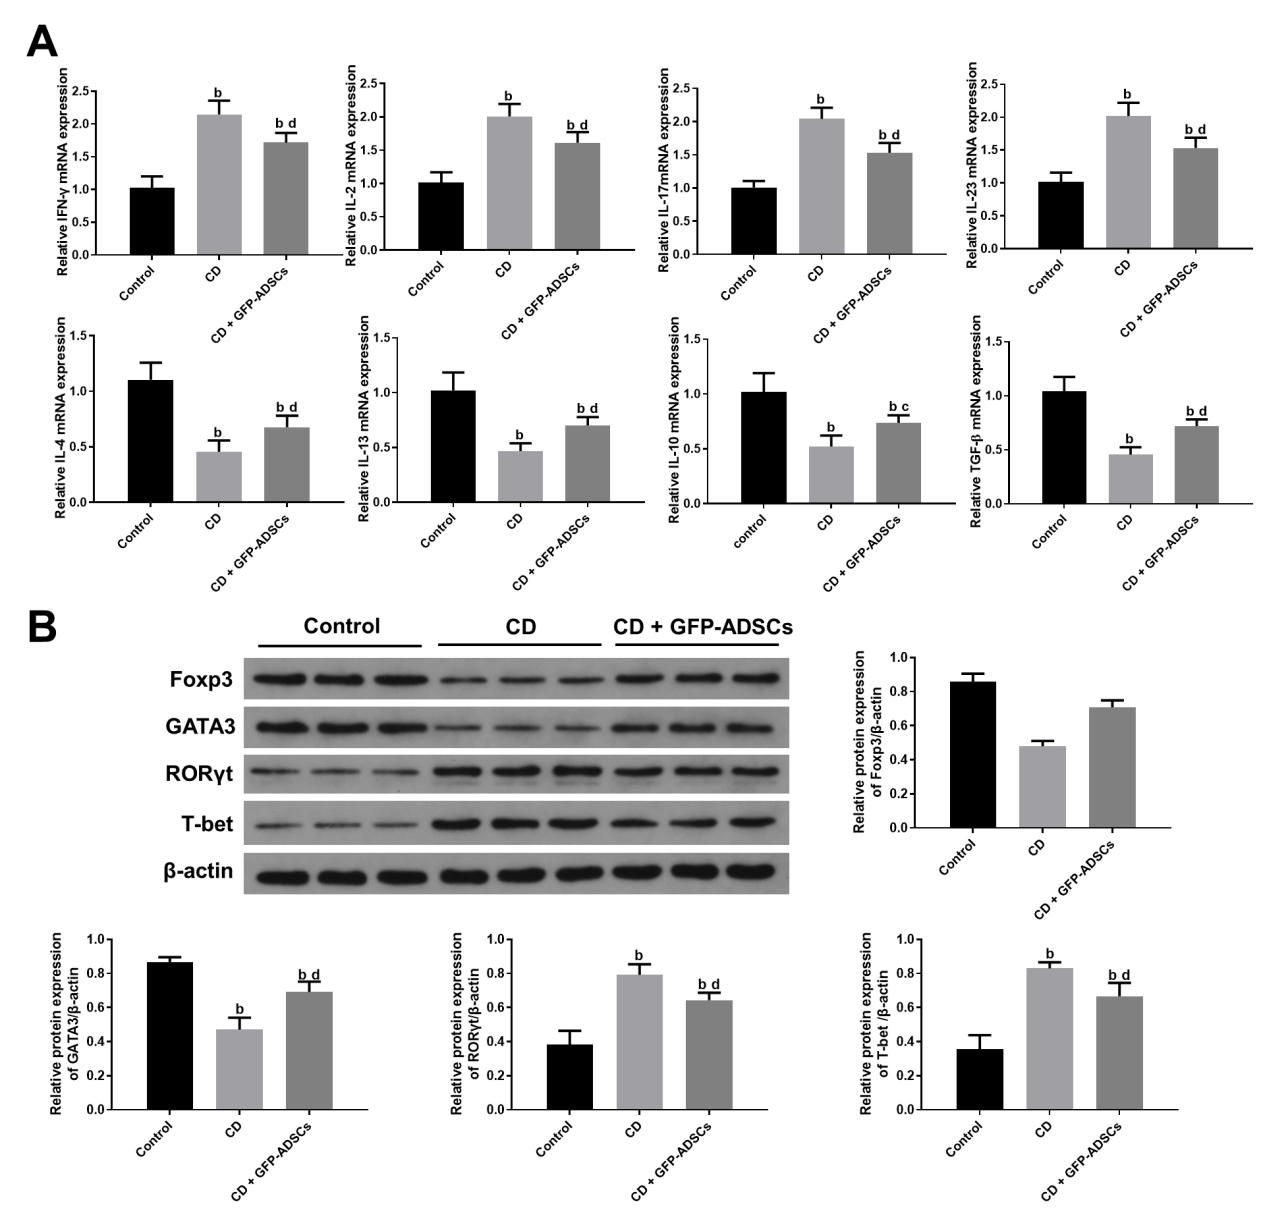 A
Relative IFN-γ mRNA expression
2.5
2.0
1.5
1.0
0.5
0.0
b
b d
Control
CD
CD + GFP-ADSCs
Relative IL-2 mRNA expression
2.5
2.0
1.5
1.0
0.5
0.0
b
b d
Control
CD
CD + GFP-ADSCs
Relative IL-17mRNA expression
2.5
2.0
1.5
1.0
0.5
0.0
b
b d
Control
CD
CD + GFP-ADSCs
Relative IL-23 mRNA expression
2.5
2.0
1.5
1.0
0.5
0.0
b
b d
Control
CD
CD + GFP-ADSCs
Relative IL-4 mRNA expression
1.5
1.0
0.5
0.0
b
b d
Control
CD
CD + GFP-ADSCs
Relative IL-13 mRNA expression
1.5
1.0
0.5
0.0
b
b d
Control
CD
CD + GFP-ADSCs
Relative IL-10 mRNA expression
1.5
1.0
0.5
0.0
b
b c
control
CD
CD + GFP-ADSCs
Relative TGF-β mRNA expression
1.5
1.0
0.5
0.0
b
b d
Control
CD
CD + GFP-ADSCs
B
Control
CD
CD + GFP-ADSCs
Foxp3
GATA3
RORγt
T-bet
β-actin
Relative protein expression
of Foxp3/β-actin
1.0
0.8
0.6
0.4
0.2
0.0
Control
CD
CD + GFP-ADSCs
Relative protein expression
of GATA3/β-actin
1.0
0.8
0.6
0.4
0.2
0.0
b
b d
Control
CD
CD + GFP-ADSCs
Relative protein expression
of RORγt/β-actin
1.0
0.8
0.6
0.4
0.2
0.0
b
b d
Control
CD
CD + GFP-ADSCs
Relative protein expression
of T-bet /β-actin
1.0
0.8
0.6
0.4
0.2
0.0
b
b d
Control
CD
CD + GFP-ADSCs